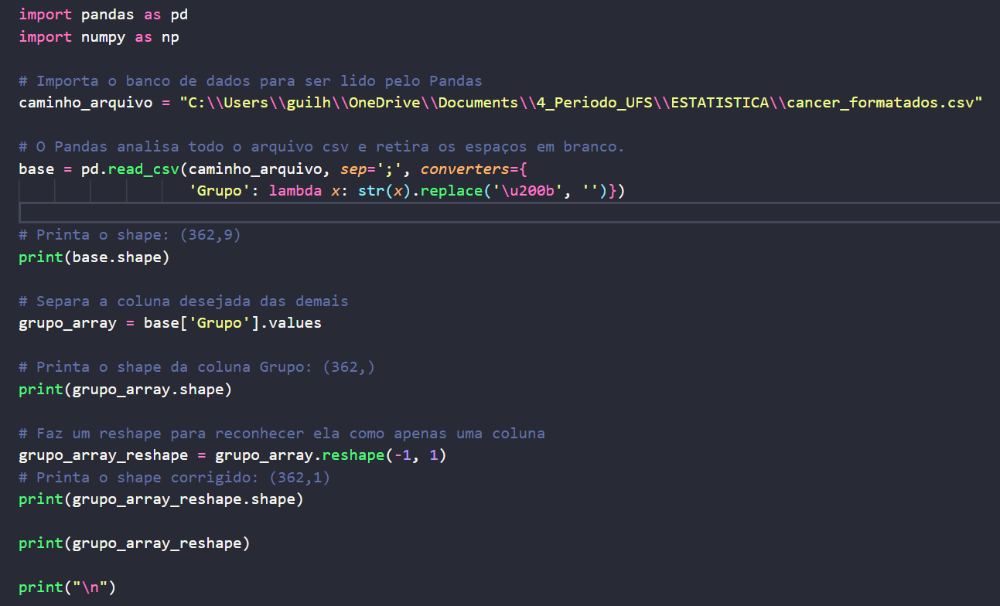 import pandas as pd
import numpy as np
# Importa o banco de dados para ser lido pelo Pandas
caminho_arquivo = "C:\\Users\\guilh\\OneDrive\\Documents\\4_Periodo_UFS\\ESTATISTICA\\cancer_formatados.csv"
# O Pandas analisa todo o arquivo csv e retira os espaços em branco.
base = pd.read_csv(caminho_arquivo, sep=';', converters={
'Grupo': lambda x: str(x).replace('\u200b', '')})
# Printa o shape: (362,9)
print(base.shape)
# Separa a coluna desejada das demais
grupo_array = base['Grupo'].values
# Printa o shape da coluna Grupo: (362,)
print(grupo_array.shape)
# Faz um reshape para reconhecer ela como apenas uma coluna
grupo_array_reshape = grupo_array.reshape(-1, 1)
# Printa o shape corrigido: (362,1)
print(grupo_array_reshape.shape)
print(grupo_array_reshape)
print("\n")